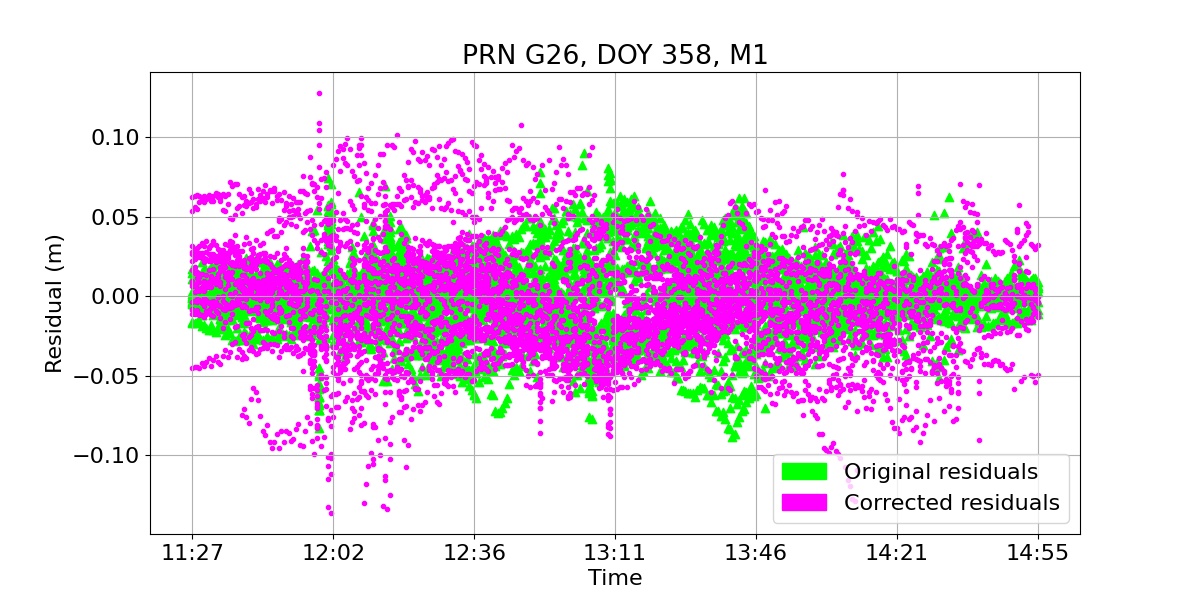 PRN G26, DOY 358, M1
Residual (m)
0.10
0.05
0.00
−0.05
−0.10
Original residuals
Corrected residuals
11:27 12:02 12:36 13:11 13:46 14:21 14:55
Time